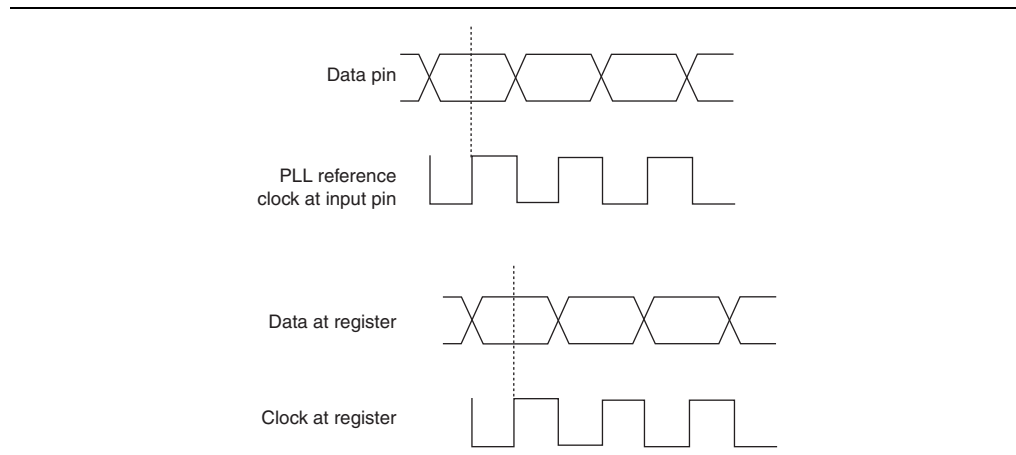 Data pin
PLL reference
clock at input pin
Data at register
Clock at register